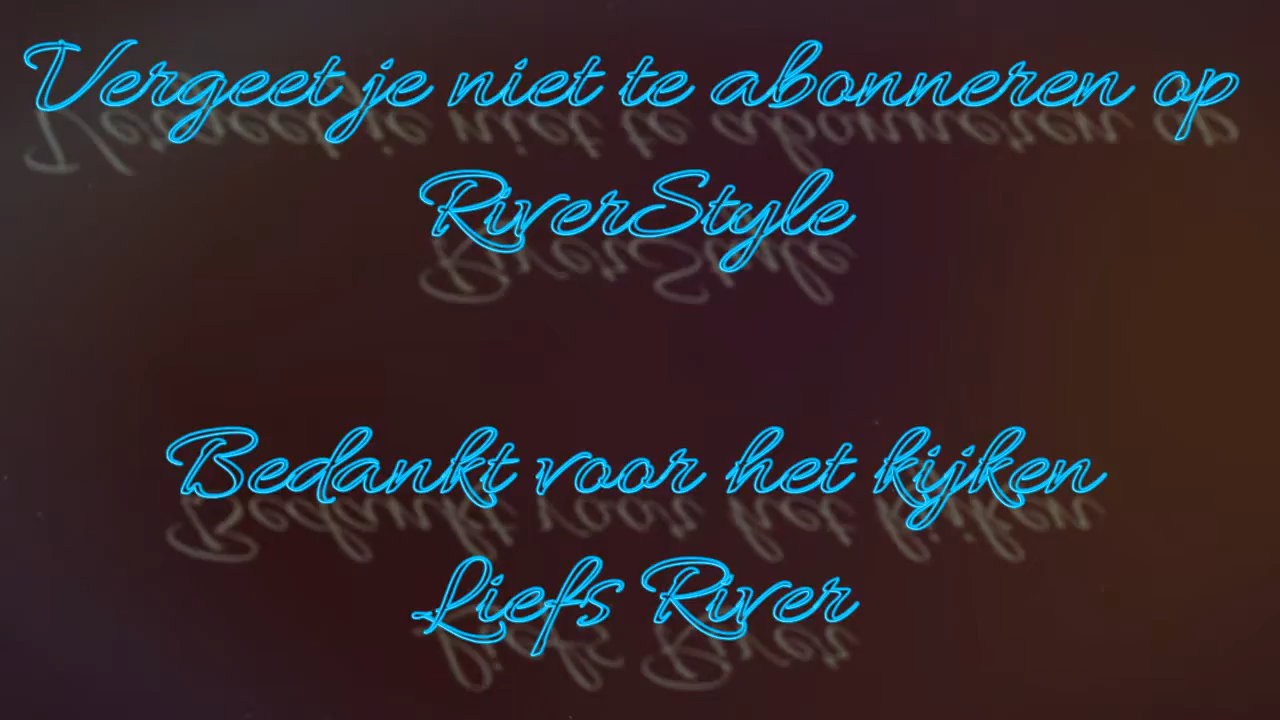 Vergeet je niet te abonneren op
RiverStyle
Bedankt voor het kijken
Liefs River